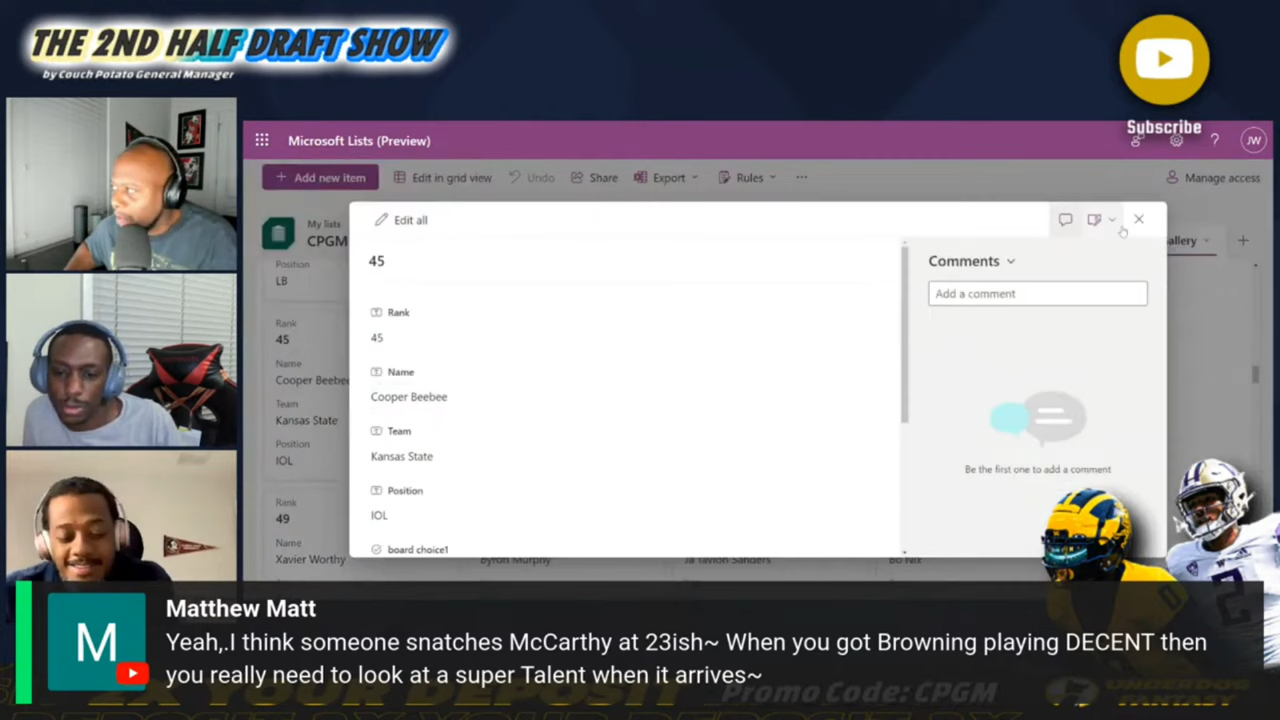 THE 2ND HALF DRAFT SHOW
by Couch Potato General Manager
Subscribe
Microsoft Lists (Preview)
?
JW
+ Add new item
Edit in grid view
Undo
Share
Export
Rules
...
Manage access
My lists
CPGM
Edit all
Position
LB
Rank
45
Name
Cooper Beebee
Team
Kansas State
Position
IOL
Rank
49
Name
Xavier Worthy
45
Rank
45
Name
Cooper Beebee
Team
Kansas State
Position
IOL
board choice1
Comments
Add a comment
Be the first one to add a comment
allery
Byron Murphy
Ja'Tavion Sanders
Bo Nix
M
Matthew Matt
Yeah,.I think someone snatches McCarthy at 23ish~ When you got Browning playing DECENT then
you really need to look at a super Talent when it arrives~
2X YOUR DEPOSIT
Promo Code: CPGM
UNDERDOG
FANTASY